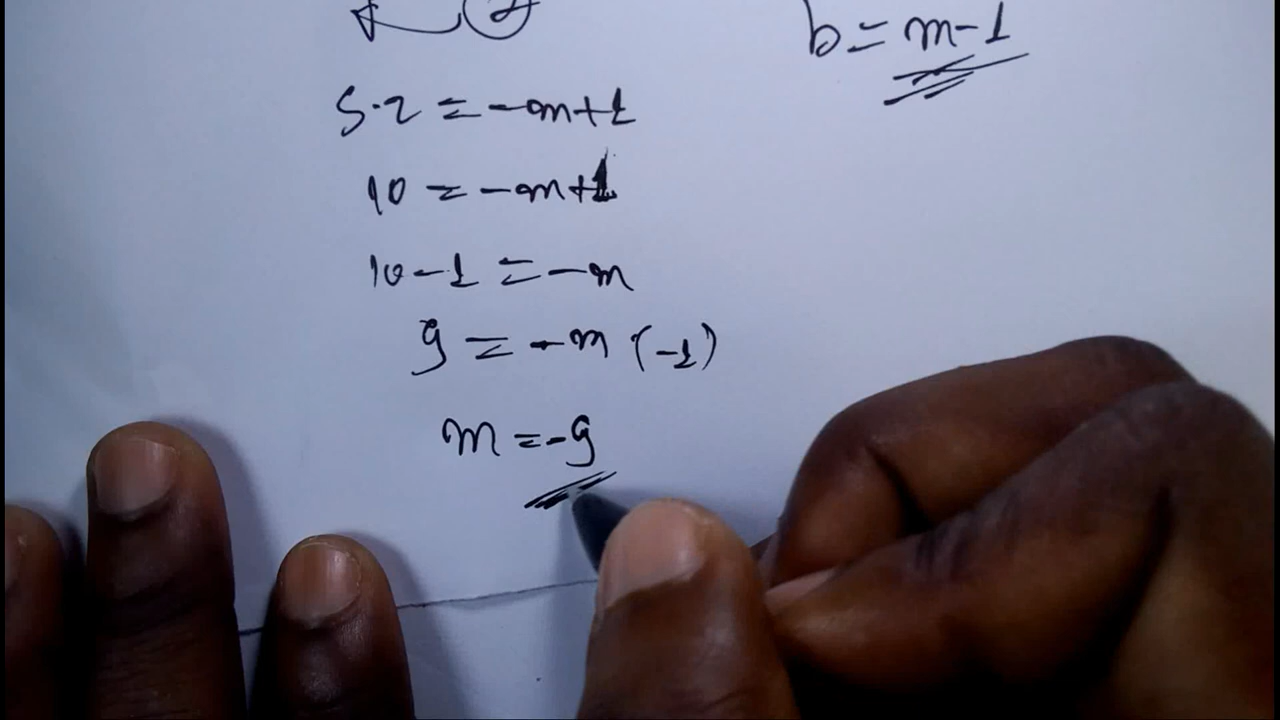 b = m-1
5·2 = -m+1
10 = -m+1
10-1 = -m
9 = -m (-1)
m = -9